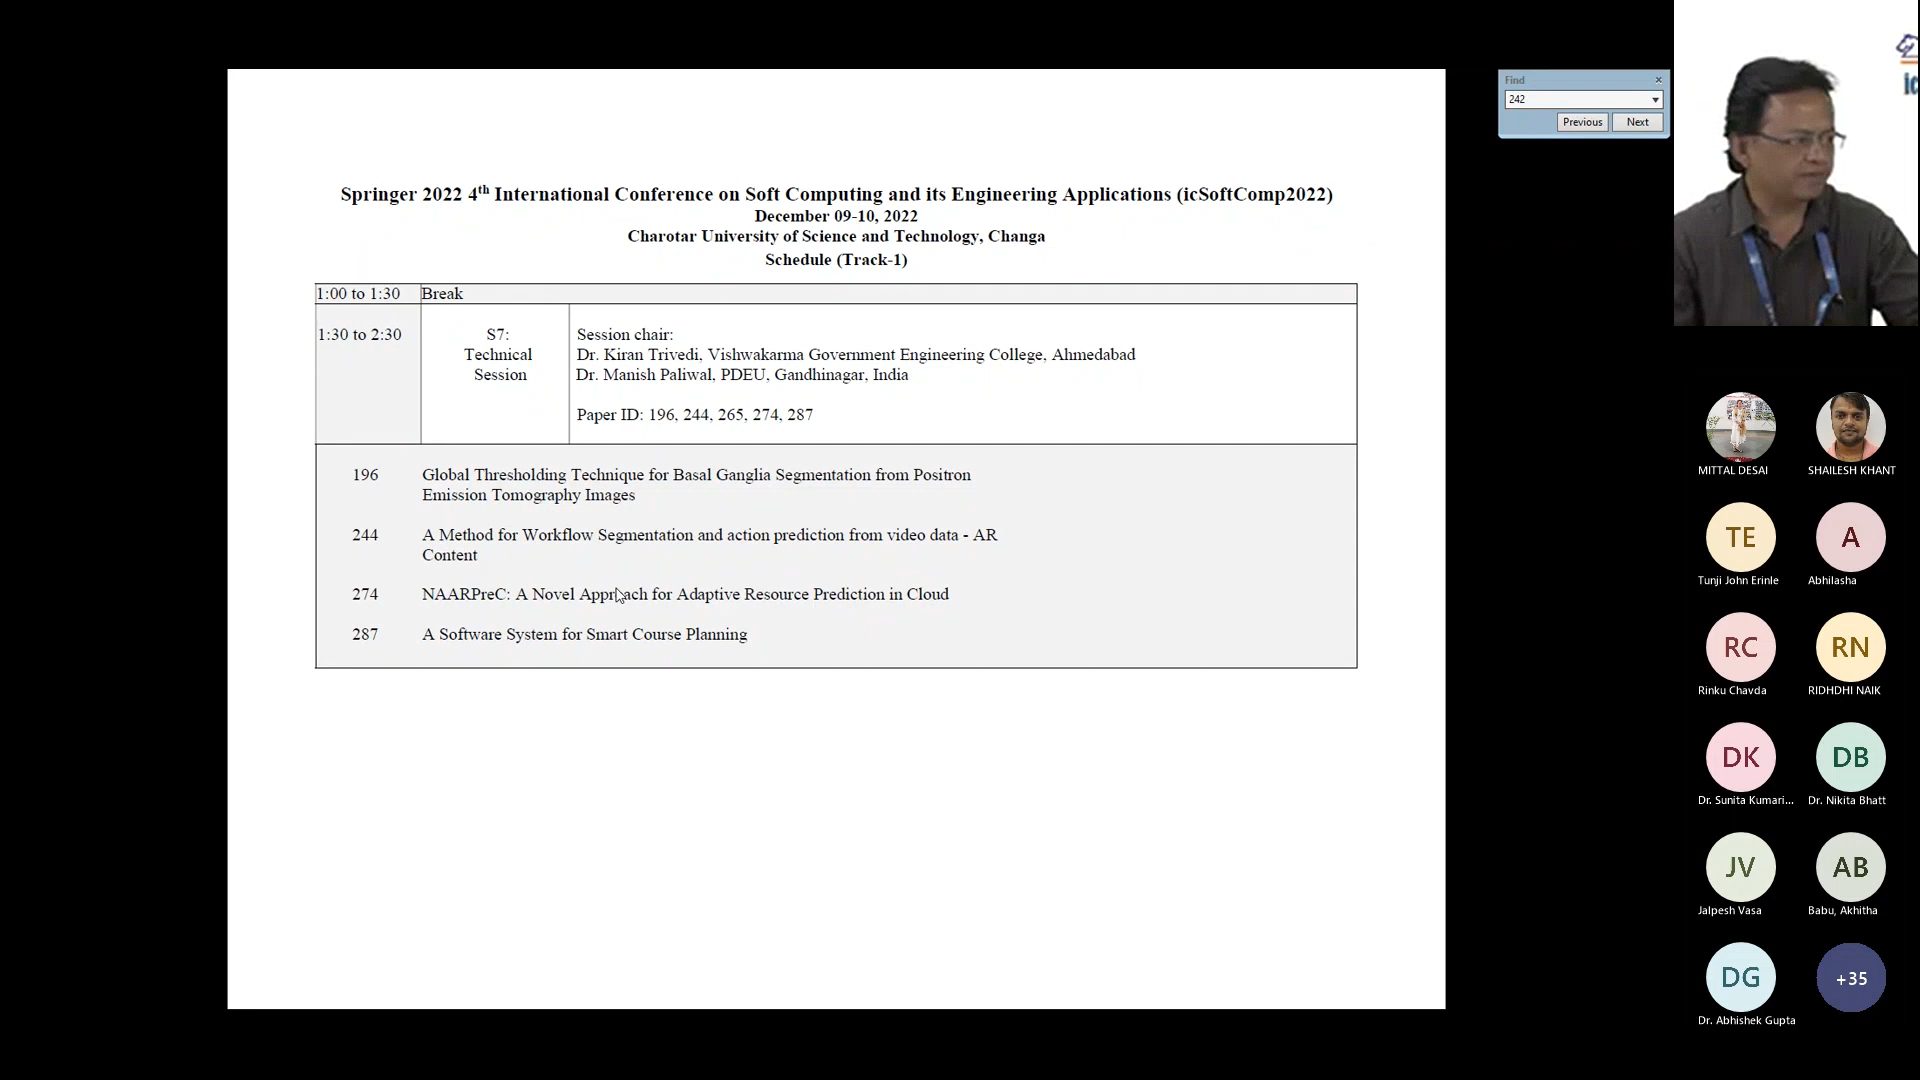 Springer 2022 4th International Conference on Soft Computing and its Engineering Applications (icSoftComp2022)
December 09-10, 2022
Charotar University of Science and Technology, Changa
Schedule (Track-1)
1:00 to 1:30 Break
1:30 to 2:30
S7:
Technical
Session
Session chair:
Dr. Kiran Trivedi, Vishwakarma Government Engineering College, Ahmedabad
Dr. Manish Paliwal, PDEU, Gandhinagar, India
Paper ID: 196, 244, 265, 274, 287
196 Global Thresholding Technique for Basal Ganglia Segmentation from Positron
Emission Tomography Images
244 A Method for Workflow Segmentation and action prediction from video data - AR
Content
274 NAARPreC: A Novel Approach for Adaptive Resource Prediction in Cloud
287 A Software System for Smart Course Planning
Find
242
Previous Next
ic
MITTAL DESAI SHAILESH KHANT
TE A
Tunji John Erinle Abhilasha
RC RN
Rinku Chavda RIDHDHI NAIK
DK DB
Dr. Sunita Kumari... Dr. Nikita Bhatt
JV AB
Jalpesh Vasa Babu, Akhitha
DG +35
Dr. Abhishek Gupta